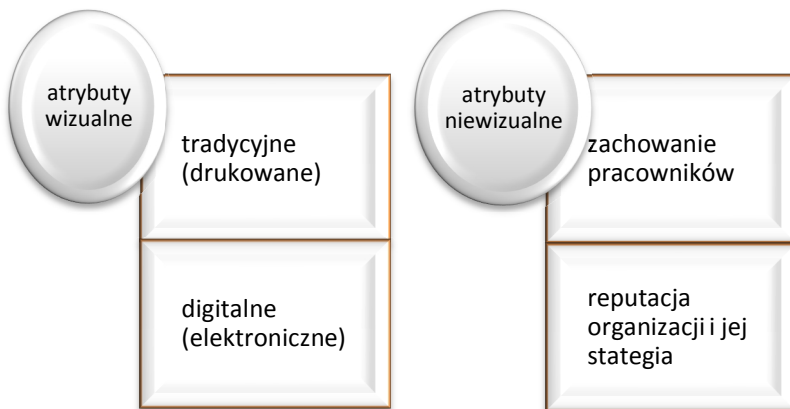 atrybuty
wizualne
tradycyjne
(drukowane)
digitalne
(elektroniczne)
atrybuty
niewizualne
zachowanie
pracowników
reputacja
organizacji i jej
stategia